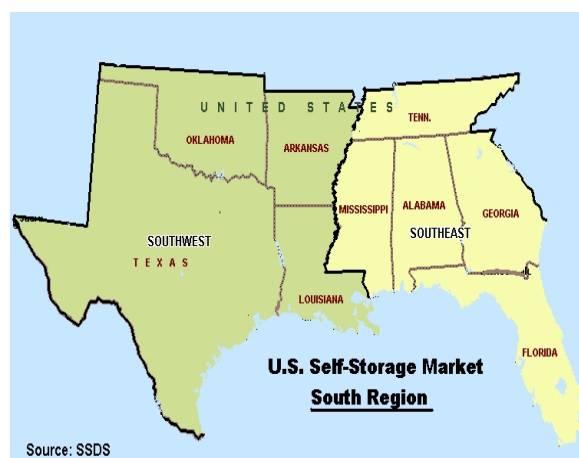 UNITED STATES
TENN.
OKLAHOMA
ARKANSAS
MISSISSIPPI
ALABAMA
GEORGIA
SOUTHWEST
SOUTHEAST
TEXAS
LOUISIANA
FLORIDA
U.S. Self-Storage Market
South Region
Source: SSDS